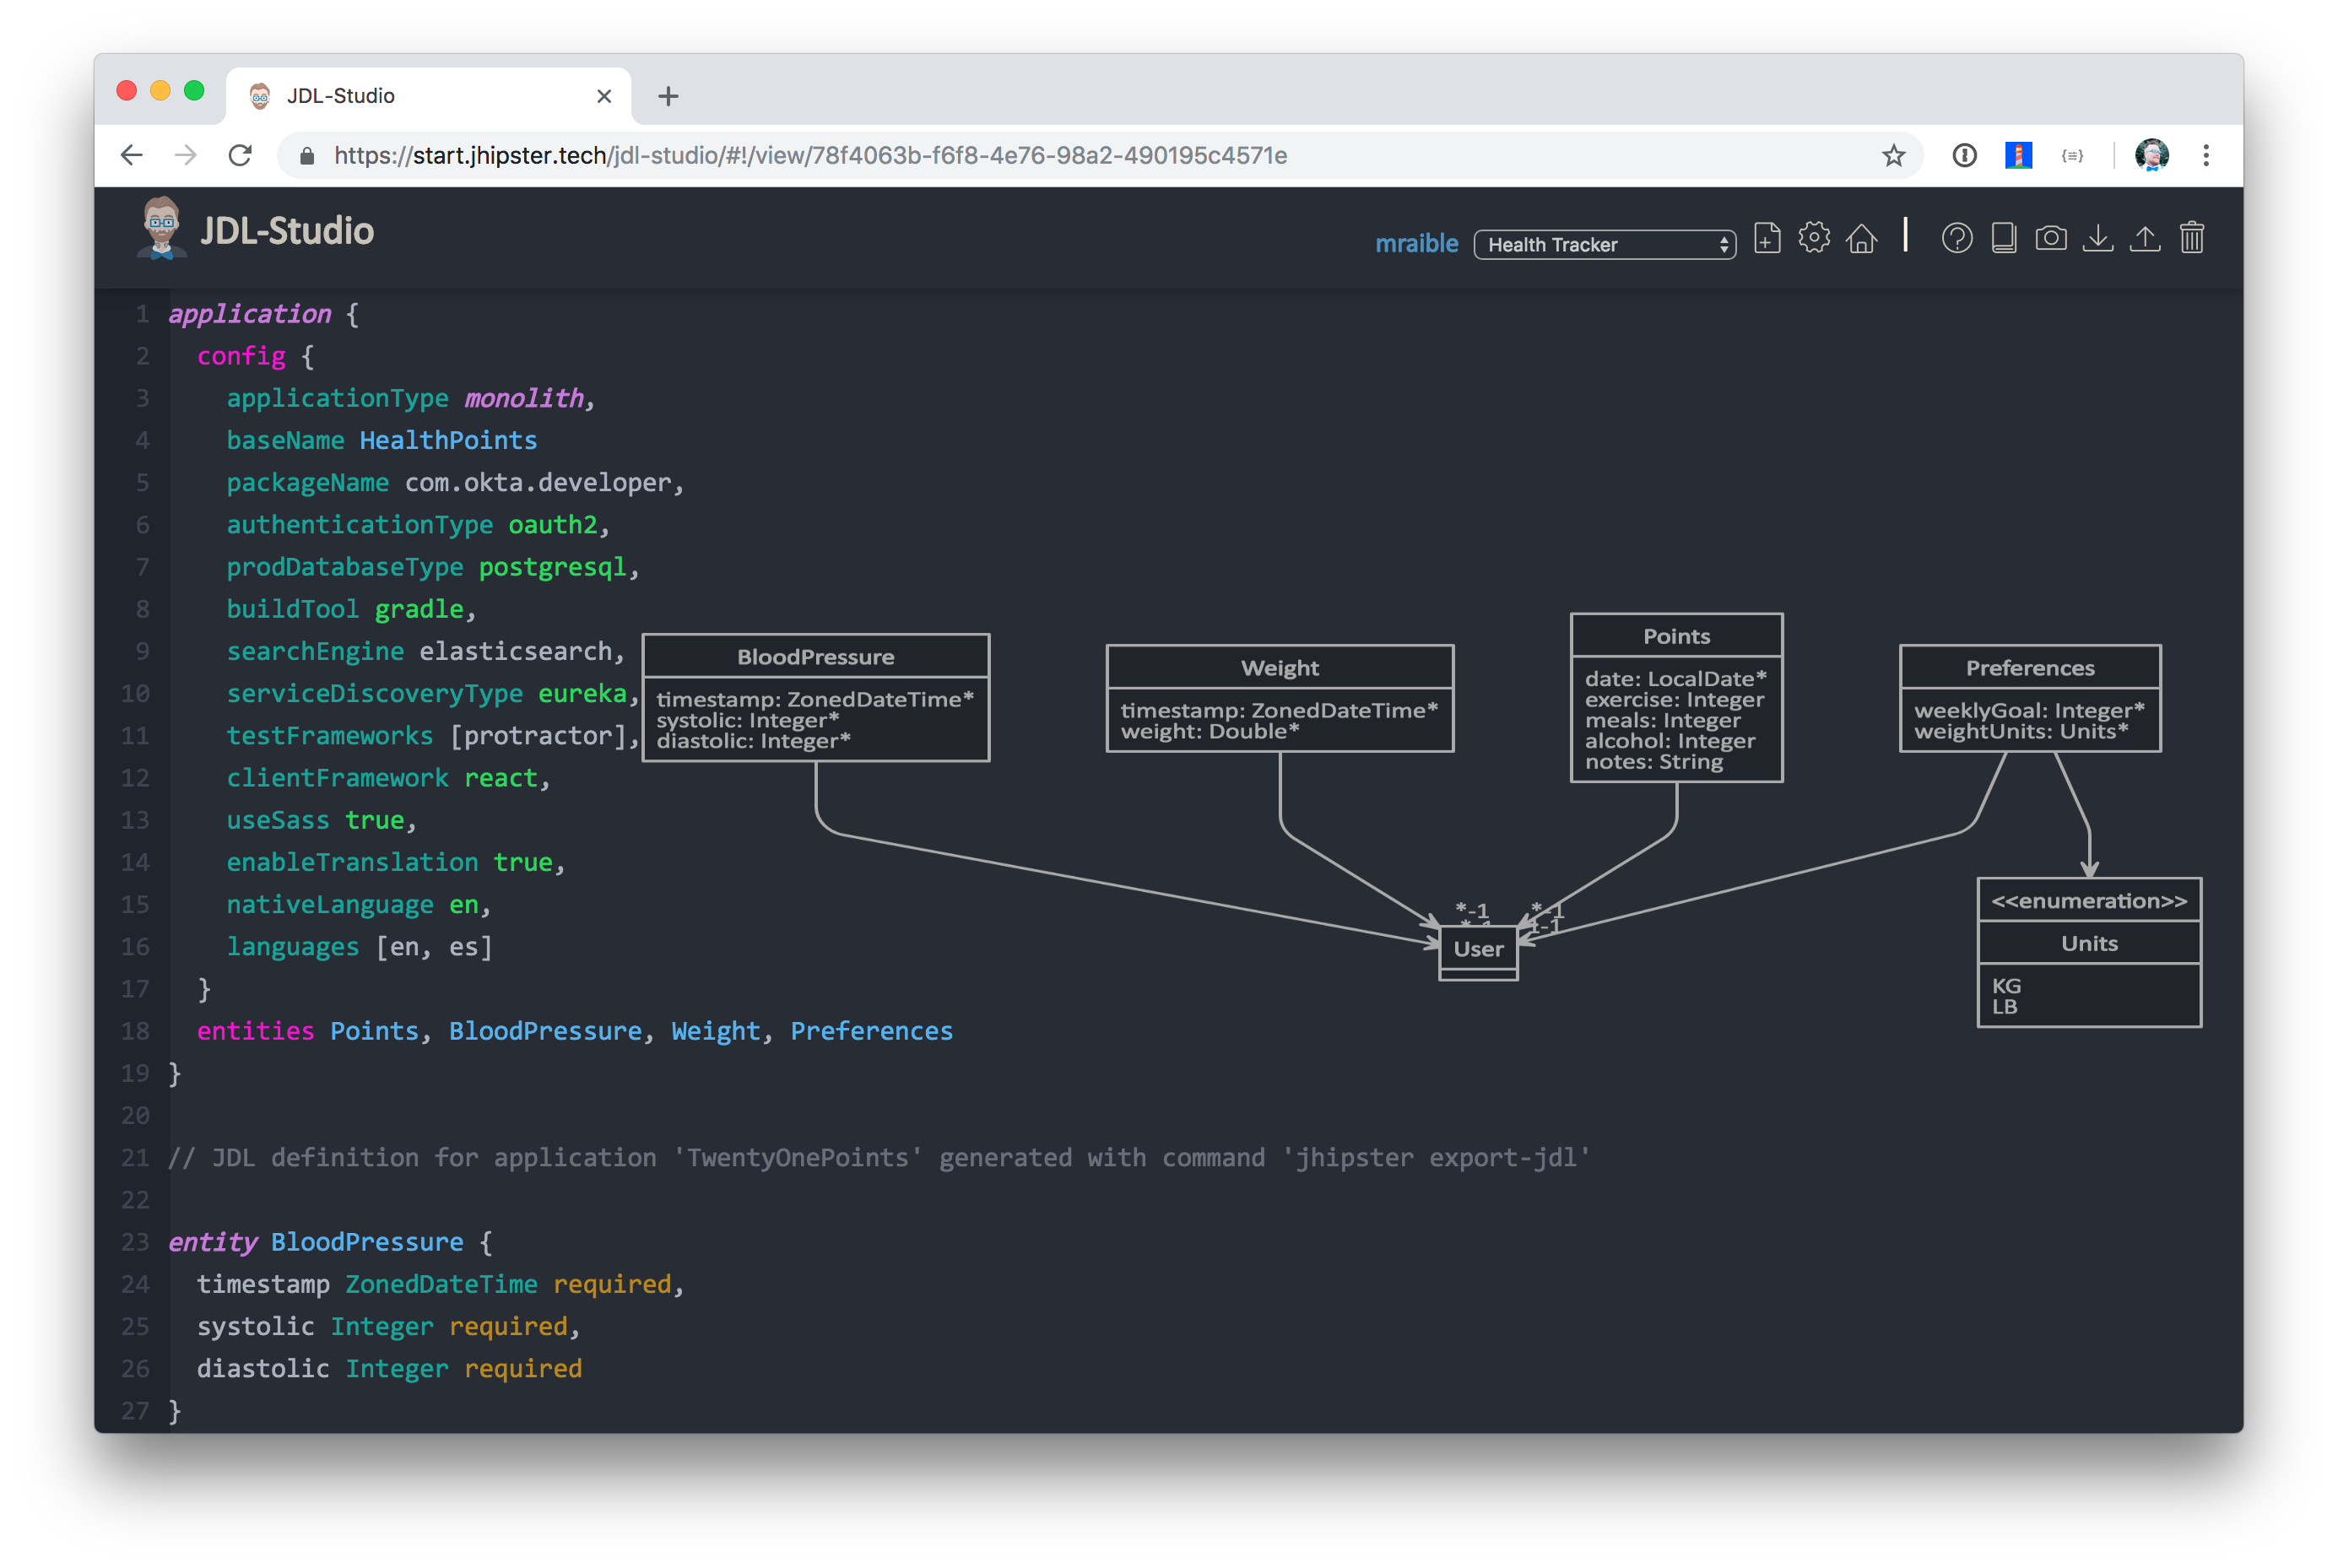 JDL-Studio
https://start.jhipster.tech/jdl-studio/#!/view/78f4063b-f6f8-4e76-98a2-490195c4571e
JDL-Studio
mraible Health Tracker
1 application {
2 config {
3 applicationType monolith,
4 baseName HealthPoints
5 packageName com.okta.developer,
6 authenticationType oauth2,
7 prodDatabaseType postgresql,
8 buildTool gradle,
9 searchEngine elasticsearch,
10 serviceDiscoveryType eureka,
11 testFrameworks [protractor],
12 clientFramework react,
13 useSass true,
14 enableTranslation true,
15 nativeLanguage en,
16 languages [en, es]
17 }
18 entities Points, BloodPressure, Weight, Preferences
19 }
20
21 // JDL definition for application 'TwentyOnePoints' generated with command 'jhipster export-jdl'
22
23 entity BloodPressure {
24 timestamp ZonedDateTime required,
25 systolic Integer required,
26 diastolic Integer required
27 }
BloodPressure
timestamp: ZonedDateTime*
systolic: Integer*
diastolic: Integer*
Weight
timestamp: ZonedDateTime*
weight: Double*
Points
date: LocalDate*
exercise: Integer
meals: Integer
alcohol: Integer
notes: String
Preferences
weeklyGoal: Integer*
weightUnits: Units*
*-1
*-1
*-1
1-1
User
<<enumeration>>
Units
KG
LB